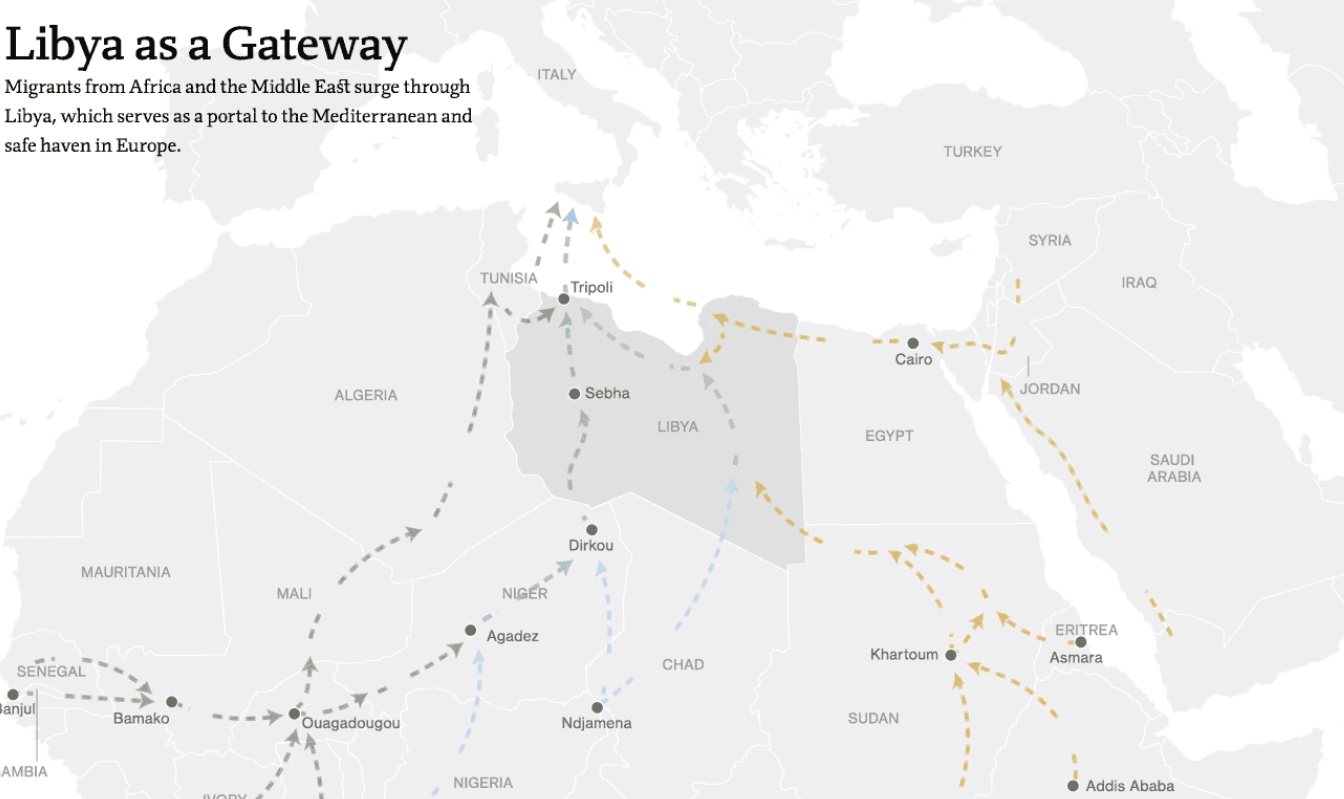 Libya as a Gateway
Migrants from Africa and the Middle East surge through
Libya, which serves as a portal to the Mediterranean and
safe haven in Europe.
ITALY
TURKEY
SYRIA
IRAQ
TUNISIA
Tripoli
Cairo
JORDAN
ALGERIA
Sebha
LIBYA
EGYPT
SAUDI
ARABIA
Dirkou
MAURITANIA
MALI
NIGER
Agadez
ERITREA
Asmara
Khartoum
CHAD
SENEGAL
Banjul
Bamako
Ouagadougou
Ndjamena
SUDAN
AMBIA
NIGERIA
Addis Ababa
IVORY